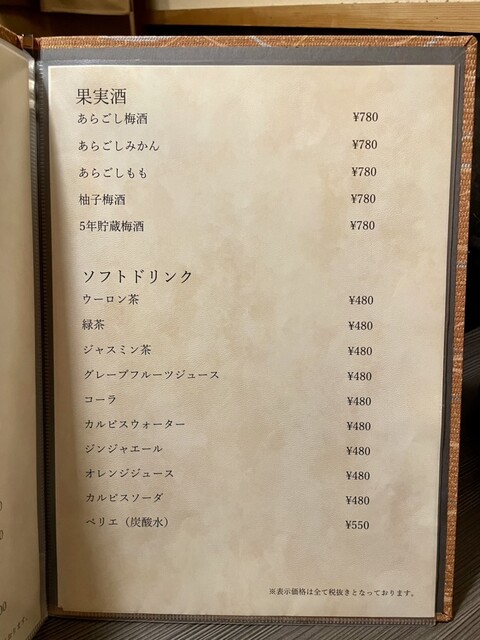 果実酒
あらごし梅酒 ¥780
あらごしみかん ¥780
あらごしもも ¥780
柚子梅酒 ¥780
5年貯蔵梅酒 ¥780
ソフトドリンク
ウーロン茶 ¥480
緑茶 ¥480
ジャスミン茶 ¥480
グレープフルーツジュース ¥480
コーラ ¥480
カルピスウォーター ¥480
ジンジャエール ¥480
オレンジジュース ¥480
カルピスソーダ ¥480
ペリエ（炭酸水） ¥550
※表示価格は全て税抜きとなっております。